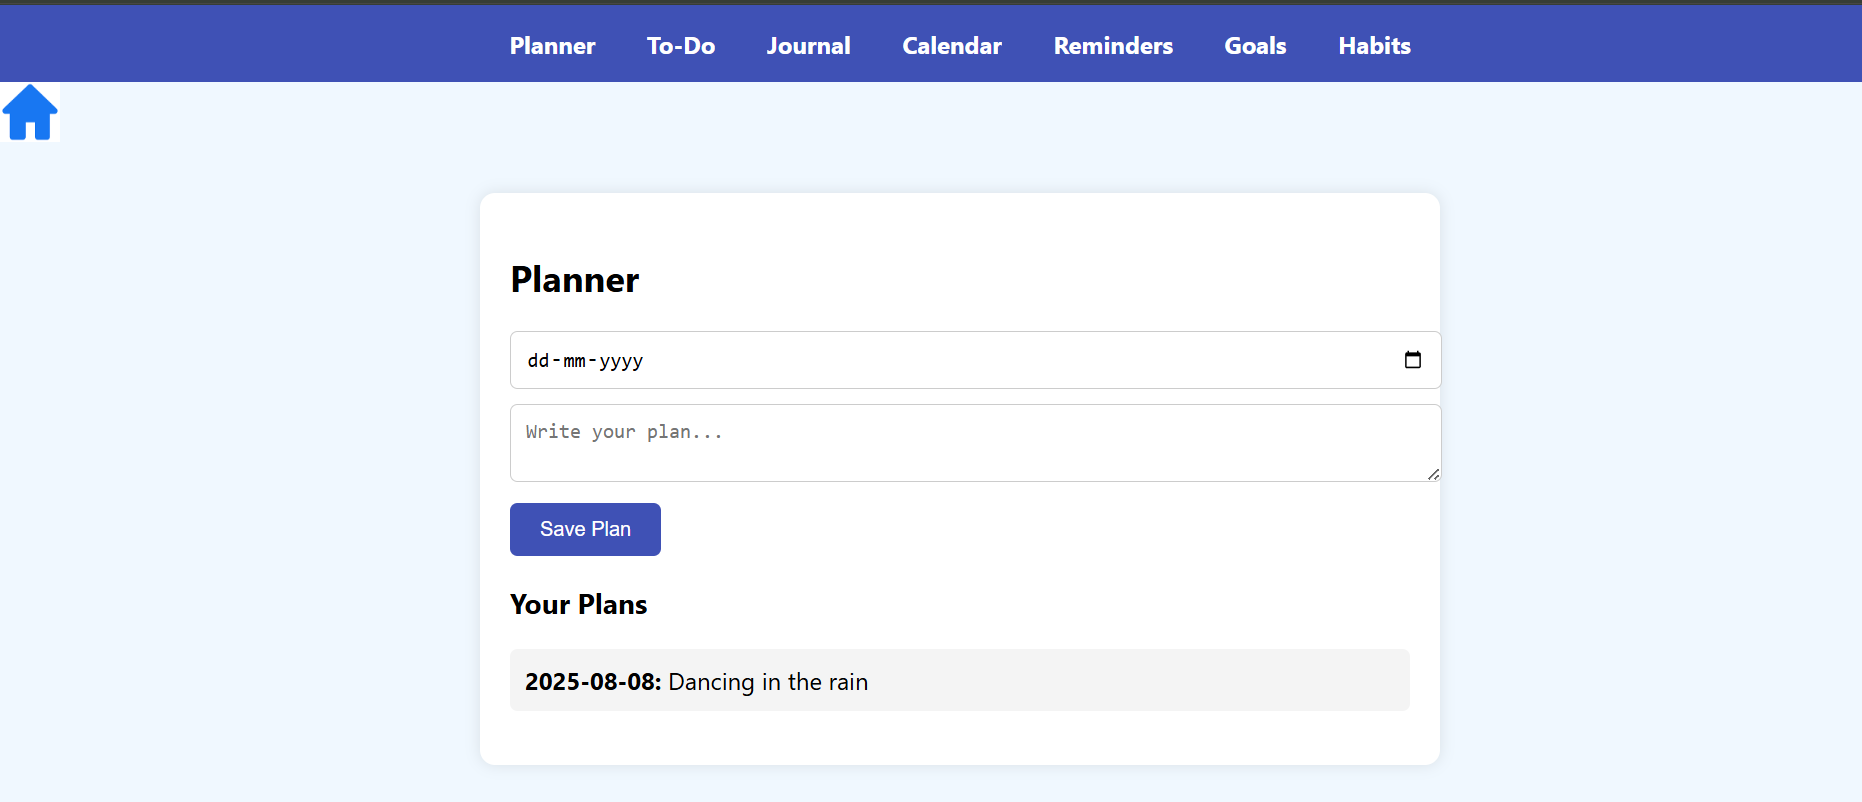 Planner To-Do Journal Calendar Reminders Goals Habits
Planner
dd-mm-yyyy
Write your plan...
Save Plan
Your Plans
2025-08-08: Dancing in the rain